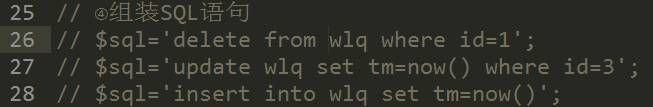 25 // ④组装SQL语句
26 // $sql='delete from wlq where id=1';
27 // $sql='update wlq set tm=now() where id=3';
28 // $sql='insert into wlq set tm=now()';